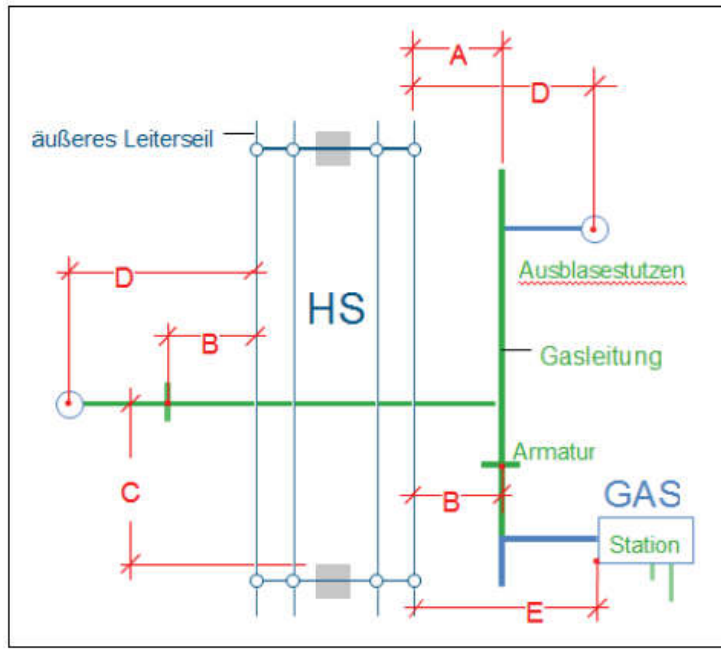 A
D
äußeres Leiterseil
Ausblasestutzen
D
HS
B
Gasleitung
Armatur
C
B
GAS
Station
E